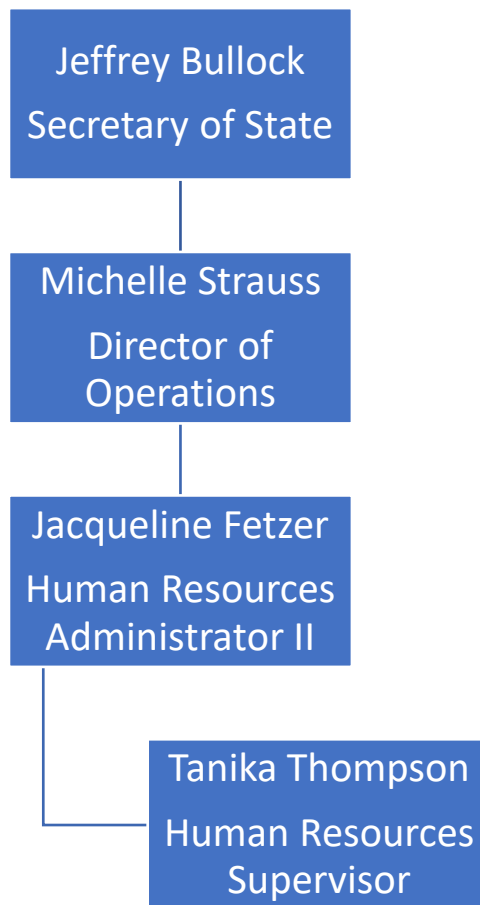 Jeffrey Bullock
Secretary of State
Michelle Strauss
Director of
Operations
Jacqueline Fetzer
Human Resources
Administrator II
Tanika Thompson
Human Resources
Supervisor